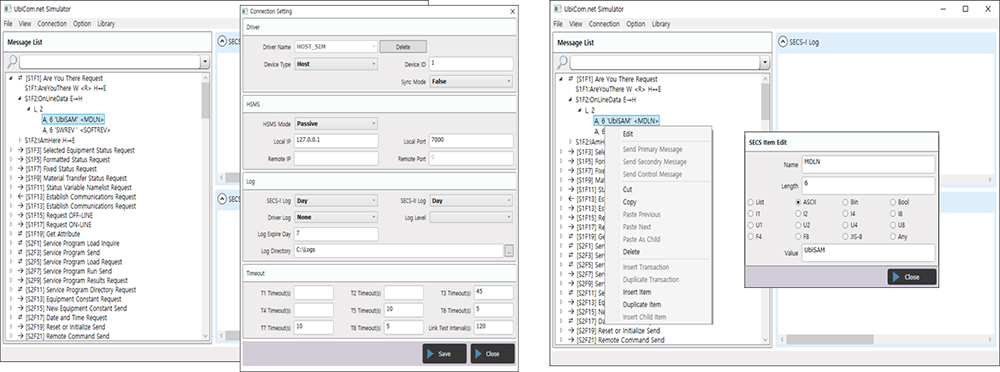 UbiCom.net Simulator
File View Connection Option Library
Message List
SECS-I Log
[S1F1] Are You There Request
S1F1:AreYouThere W <R> H↔E
S1F2:OnLineData E→H
L, 2
A, 6 'UbiSAM' <MDLN>
A, 6 'SWREV ' <SOFTREV>
S1F2:IAmHere H↔E
[S1F3] Selected Equipment Status Request
[S1F5] Formatted Status Request
[S1F7] Fixed Status Request
[S1F9] Material Transfer Status Request
[S1F11] Status Variable Namelist Request
[S1F13] Establish Communications Request
[S1F13] Establish Communications Request
[S1F15] Request OFF-LINE
[S1F17] Request ON-LINE
[S1F19] Get Attribute
[S2F1] Service Program Load Inquire
[S2F3] Service Program Send
[S2F5] Service Program Load Request
[S2F7] Service Program Run Send
[S2F9] Service Program Results Request
[S2F11] Service Program Directory Request
[S2F13] Equipment Constant Request
[S2F15] New Equipment Constant Send
[S2F17] Date and Time Request
[S2F19] Reset or Initialize Send
[S2F21] Remote Command Send
Connection Setting
Driver
Driver Name HOST_SIM Delete
Device Type Host Device ID 1
Sync Mode False
HSMS
HSMS Mode Passive
Local IP 127.0.0.1 Local Port 7000
Remote IP Remote Port 0
Log
SECS-I Log Day SECS-II Log Day
Driver Log None Log Level
Log Expire Day 7
Log Directory C:\Logs ...
Timeout
T1 Timeout(s) T2 Timeout(s) T3 Timeout(s) 45
T4 Timeout(s) T5 Timeout(s) 10 T6 Timeout(s) 5
T7 Timeout(s) 10 T8 Timeout(s) 5 Link Test Interval(s) 120
Save Close
UbiCom.net Simulator
File View Connection Option Library
Message List
SECS-I Log
[S1F1] Are You There Request
S1F1:AreYouThere W <R> H↔E
S1F2:OnLineData E→H
L, 2
A, 6 'UbiSAM' <MDLN>
A, 6
S1F2:IAmH
[S1F3] Selec
[S1F5] Form
[S1F7] Fixed
[S1F9] Mate
[S1F11] Sta
[S1F13] Est
[S1F13] Est
[S1F15] Re
[S1F17] Re
[S1F19] Ge
[S2F1] Servi
[S2F3] Servi
[S2F5] Servi
[S2F7] Servi
[S2F9] Servi
[S2F11] Se
[S2F13] Eq
[S2F15] Ne
[S2F17] Da
[S2F19] Reset or Initialize Send
[S2F21] Remote Command Send
Edit
Send Primary Message
Send Secondry Message
Send Control Message
Cut
Copy
Paste Previous
Paste Next
Paste As Child
Delete
Insert Transaction
Duplicate Transaction
Insert Item
Duplicate Item
Insert Child Item
SECS Item Edit
Name MDLN
Length 6
List ASCII Bin Bool
I1 I2 I4 I8
U1 U2 U4 U8
F4 F8 JIS-8 Any
Value UbiSAM
Close